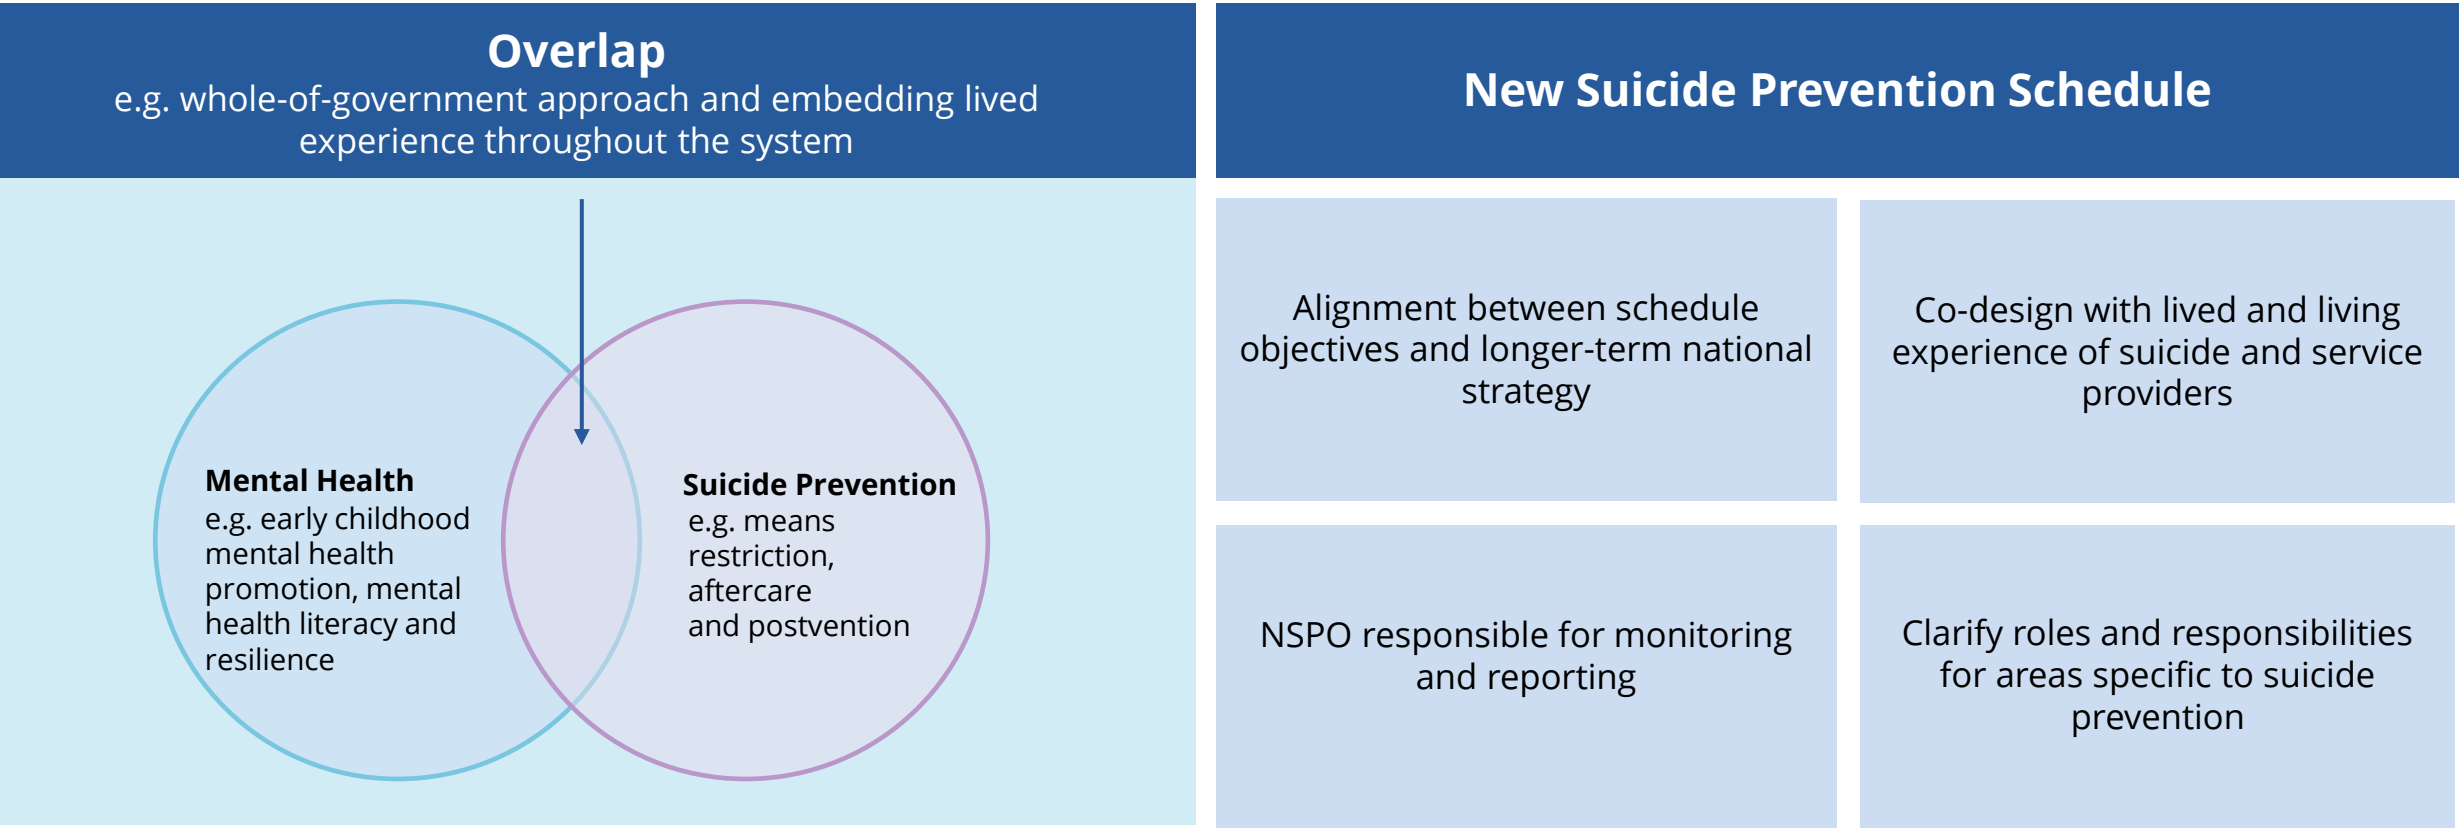 Overlap
e.g. whole-of-government approach and embedding lived
experience throughout the system
Mental Health
e.g. early childhood
mental health
promotion, mental
health literacy and
resilience
Suicide Prevention
e.g. means
restriction,
aftercare
and postvention
New Suicide Prevention Schedule
Alignment between schedule
objectives and longer-term national
strategy
Co-design with lived and living
experience of suicide and service
providers
NSPO responsible for monitoring
and reporting
Clarify roles and responsibilities
for areas specific to suicide
prevention